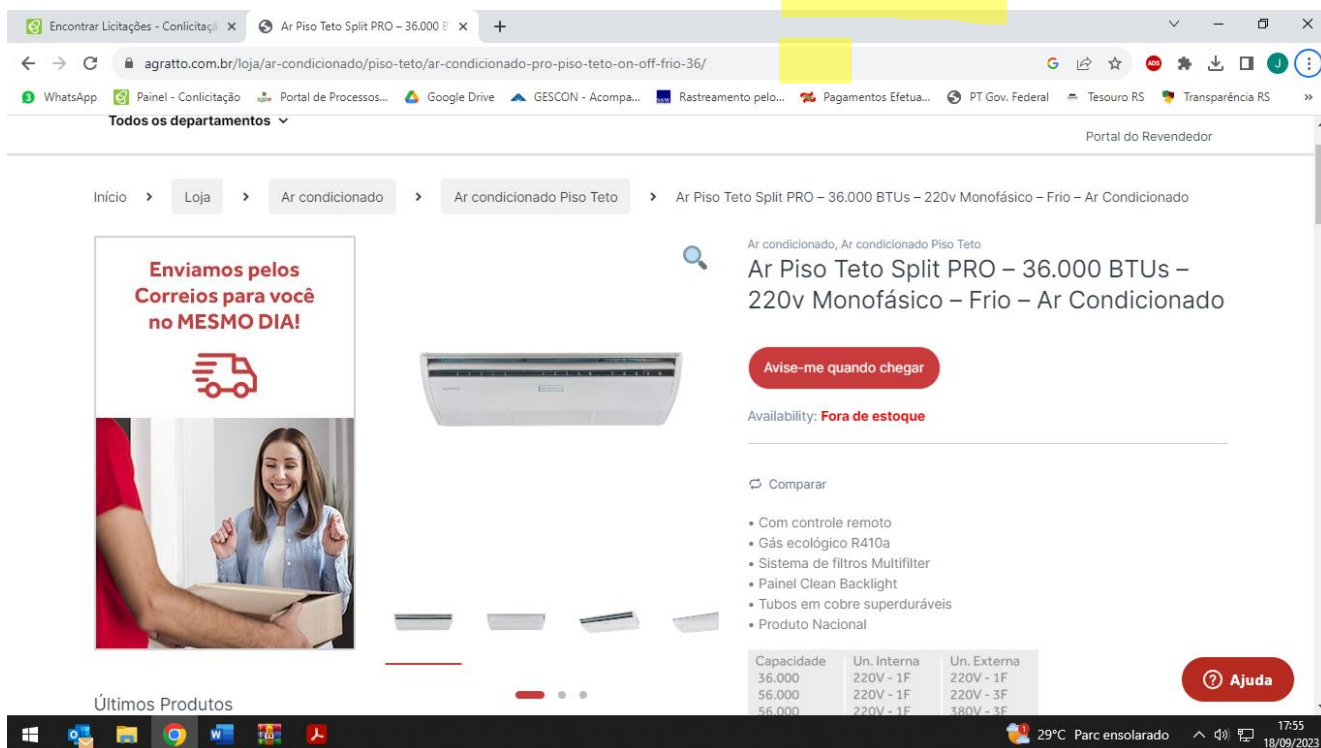 Encontrar Licitações - Conlicitaçã
Ar Piso Teto Split PRO – 36.000 B
agratto.com.br/loja/ar-condicionado/piso-teto/ar-condicionado-pro-piso-teto-on-off-frio-36/
WhatsApp
Painel - Conlicitação
Portal de Processos...
Google Drive
GESCON - Acompa...
Rastreamento pelo...
Pagamentos Efetua...
PT Gov. Federal
Tesouro RS
Transparência RS
Todos os departamentos
Portal do Revendedor
Início > Loja > Ar condicionado > Ar condicionado Piso Teto > Ar Piso Teto Split PRO – 36.000 BTUs – 220v Monofásico – Frio – Ar Condicionado
Enviamos pelos
Correios para você
no MESMO DIA!
Ar condicionado, Ar condicionado Piso Teto
Ar Piso Teto Split PRO – 36.000 BTUs –
220v Monofásico – Frio – Ar Condicionado
Avise-me quando chegar
Availability: Fora de estoque
Comparar
• Com controle remoto
• Gás ecológico R410a
• Sistema de filtros Multifilter
• Painel Clean Backlight
• Tubos em cobre superduráveis
• Produto Nacional
Capacidade Un. Interna Un. Externa
36.000 220V - 1F 220V - 1F
56.000 220V - 1F 220V - 3F
56.000 220V - 1F 380V - 3F
Ajuda
Últimos Produtos
29°C Parc ensolarado
17:55
18/09/2023